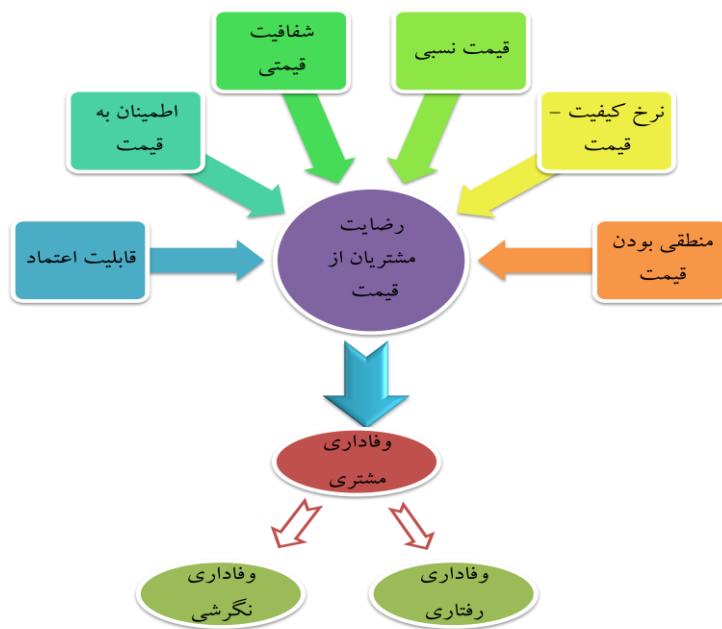 شفافیت
قیمتی
قیمت نسبی
نرخ کیفیت –
قیمت
اطمینان به
قیمت
منطقی بودن
قیمت
قابلیت اعتماد
رضایت
مشتریان از
قیمت
وفاداری
مشتری
وفاداری
رفتاری
وفاداری
نگرشی